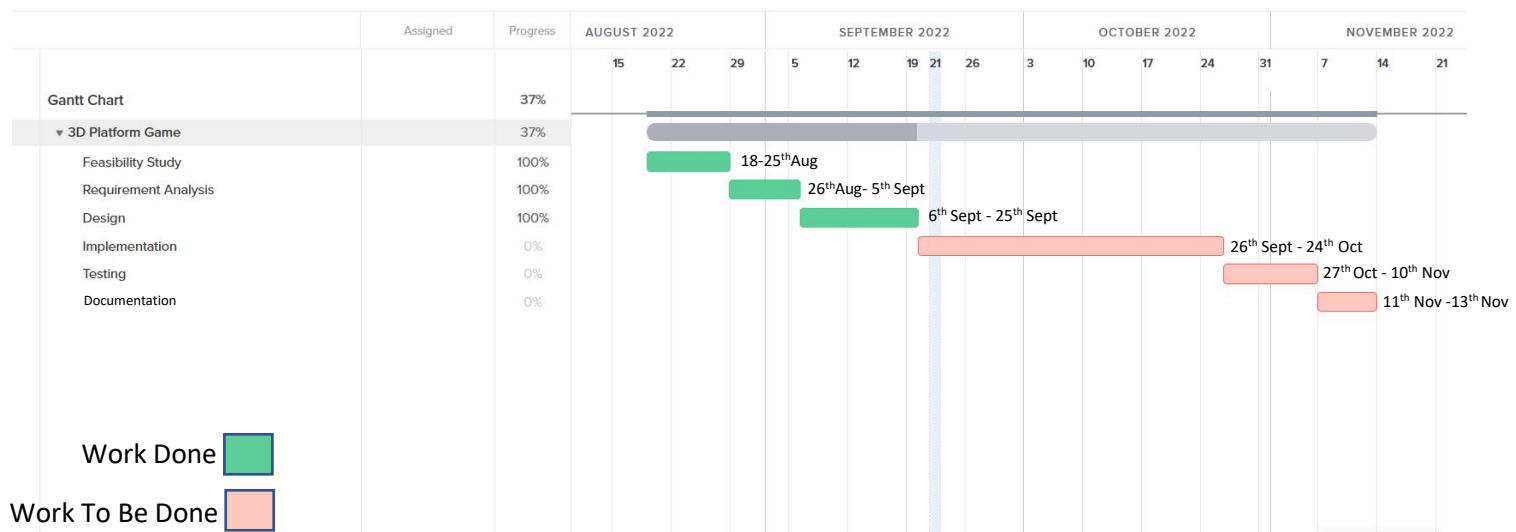 Assigned Progress AUGUST 2022 SEPTEMBER 2022 OCTOBER 2022 NOVEMBER 2022
15 22 29 5 12 19 21 26 3 10 17 24 31 7 14 21
Gantt Chart 37%
3D Platform Game 37%
Feasibility Study 100% 18-25thAug
Requirement Analysis 100% 26thAug- 5th Sept
Design 100% 6th Sept - 25th Sept
Implementation 0% 26th Sept - 24th Oct
Testing 0% 27th Oct - 10th Nov
Documentation 0% 11th Nov -13th Nov
Work Done
Work To Be Done